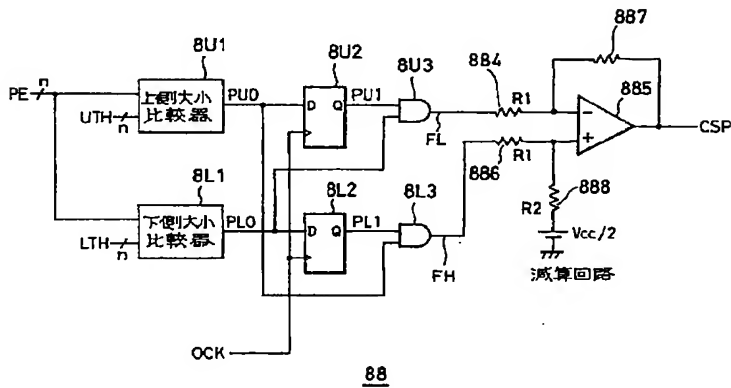 8U1
8U2
8U3
887
884
885
PE
n
上側大小
比較器
PU0
D
Q
PU1
R1
UTH
n
FL
CSP
8L1
886
R1
8L2
8L3
888
下側大小
比較器
PL0
D
Q
PL1
R2
LTH
n
FH
Vcc/2
減算回路
OCK
88